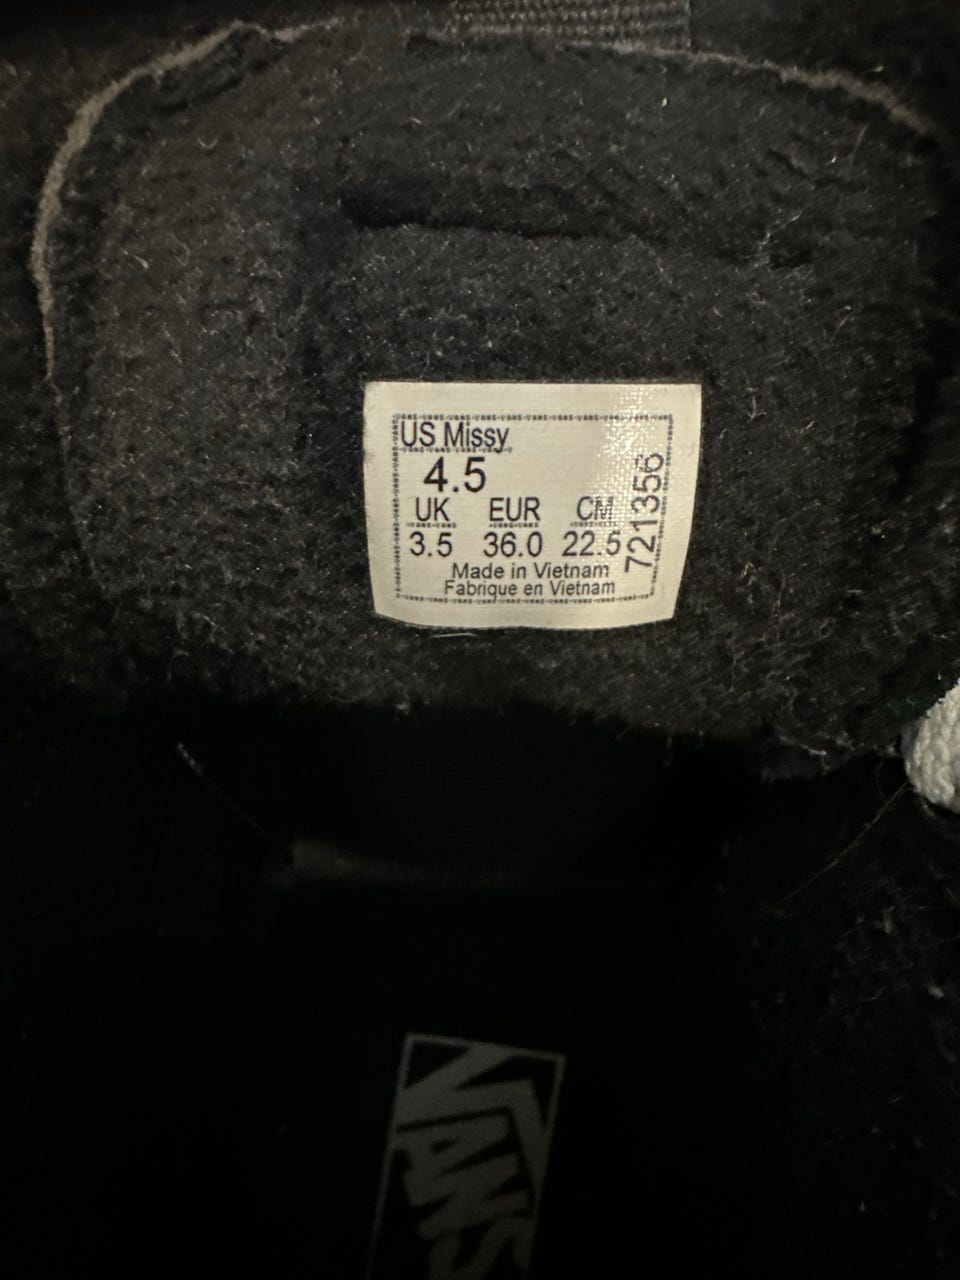 US Missy
4.5
UK EUR CM
3.5 36.0 22.5
Made in Vietnam
Fabrique en Vietnam
721356
VANS